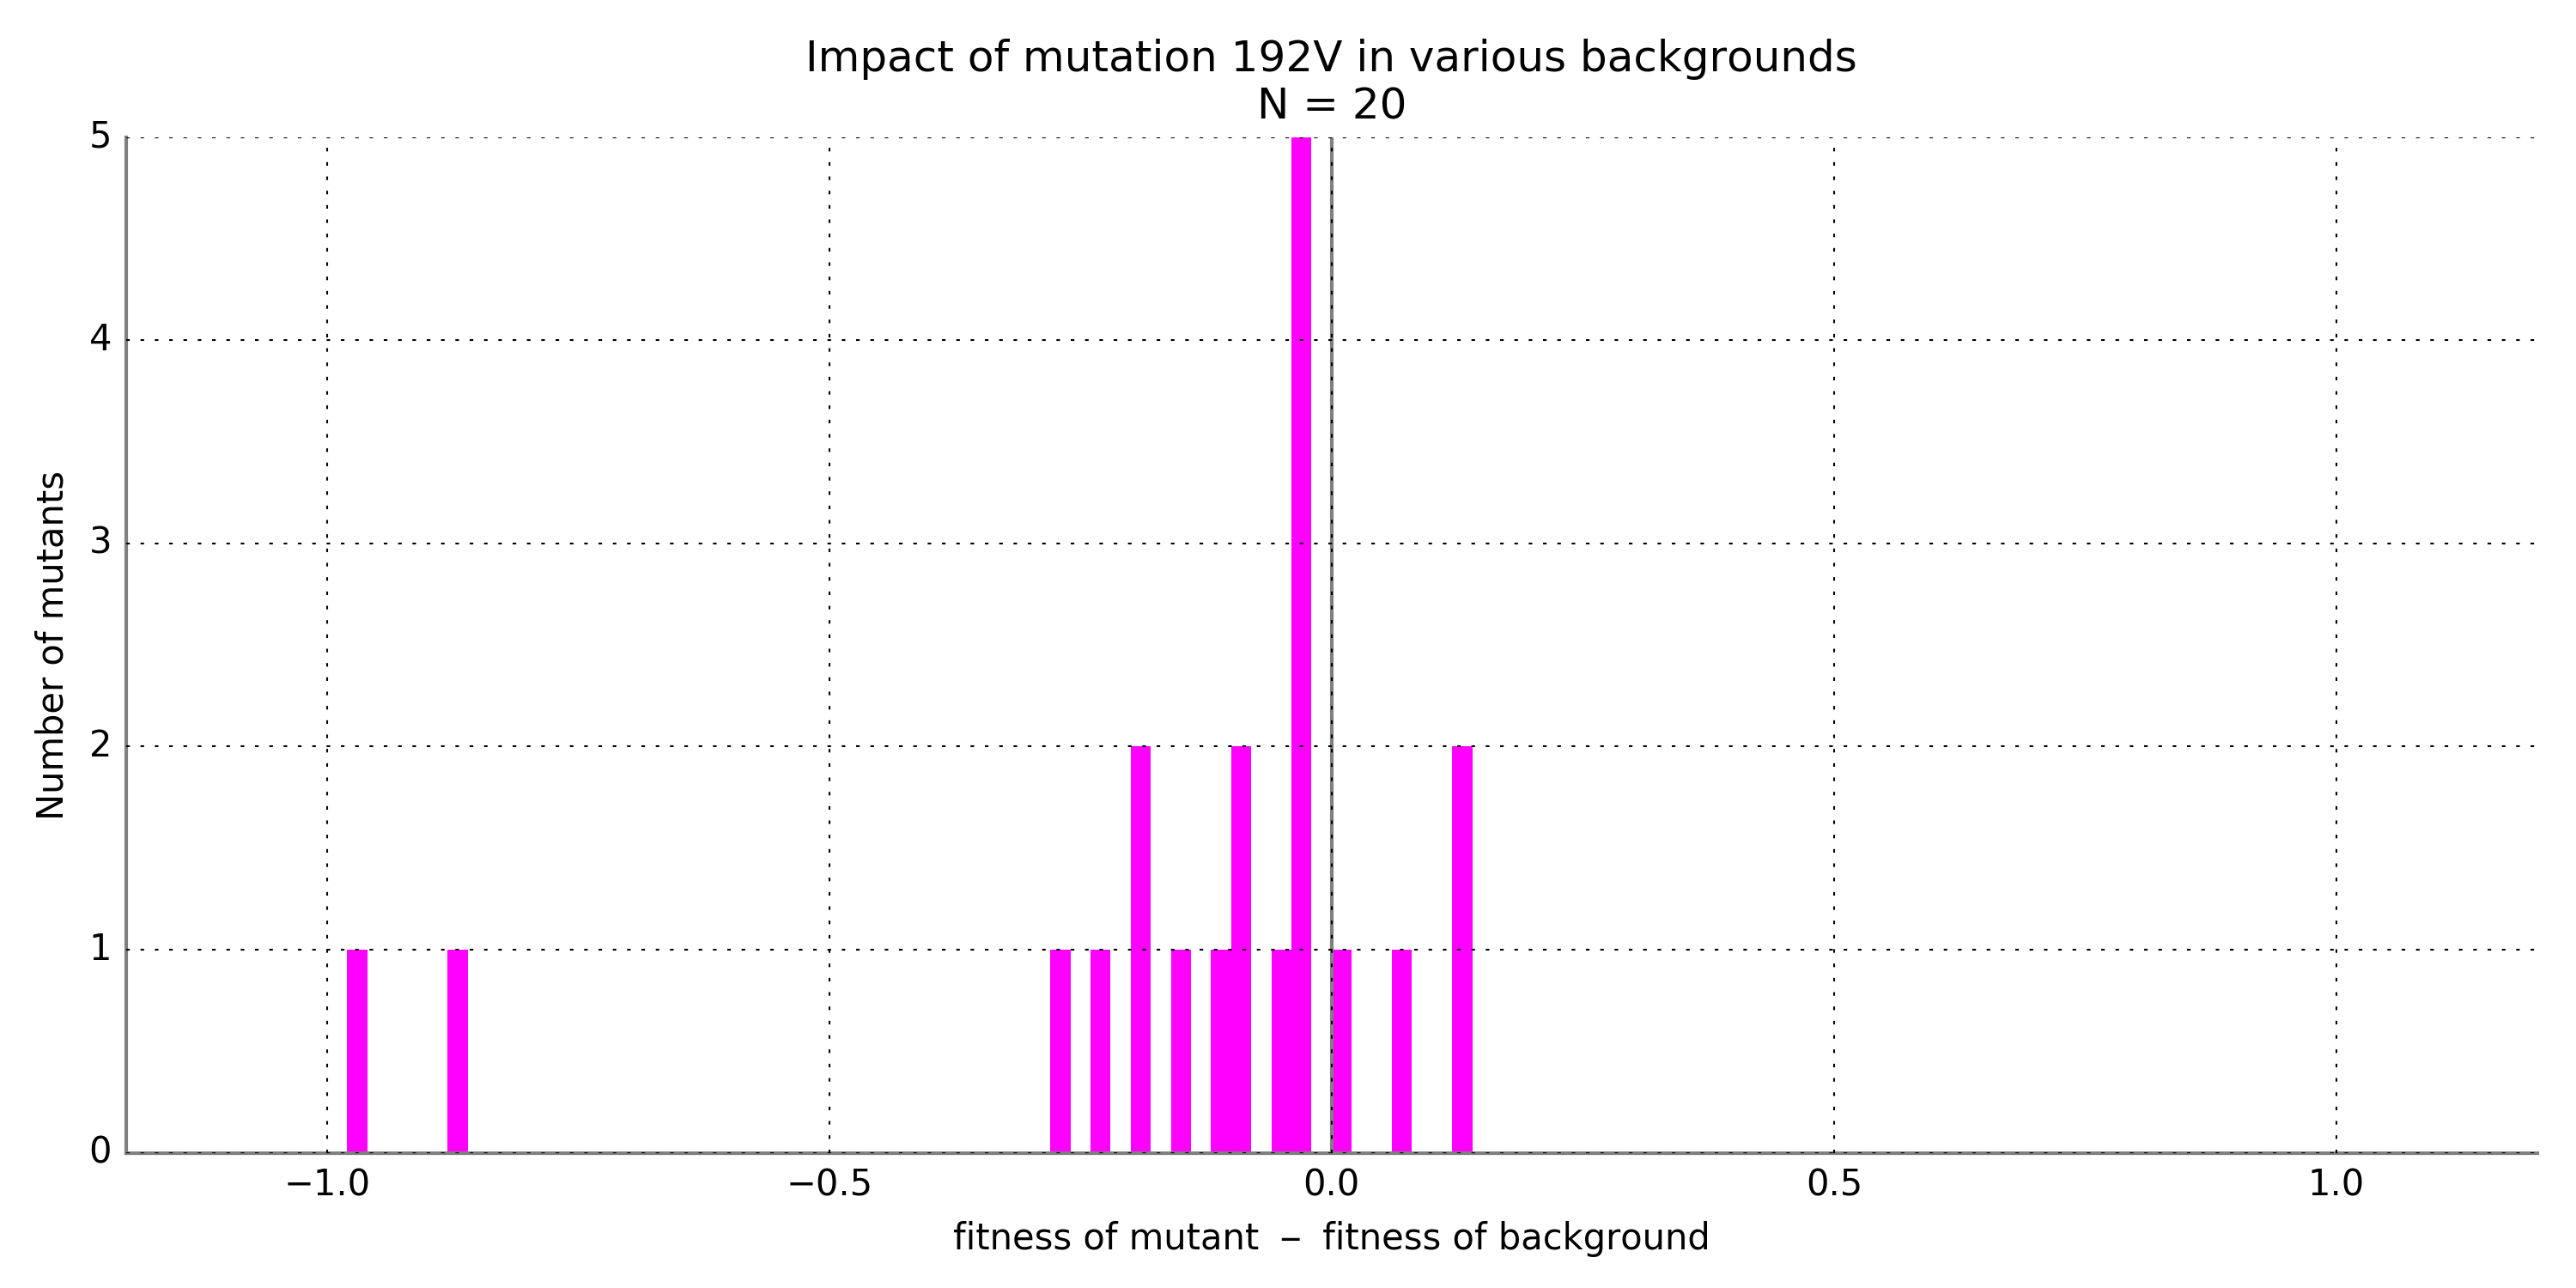 Impact of mutation 192V in various backgrounds
N = 20
5
4
3
2
1
0
Number of mutants
−1.0
−0.5
0.0
0.5
1.0
fitness of mutant – fitness of background